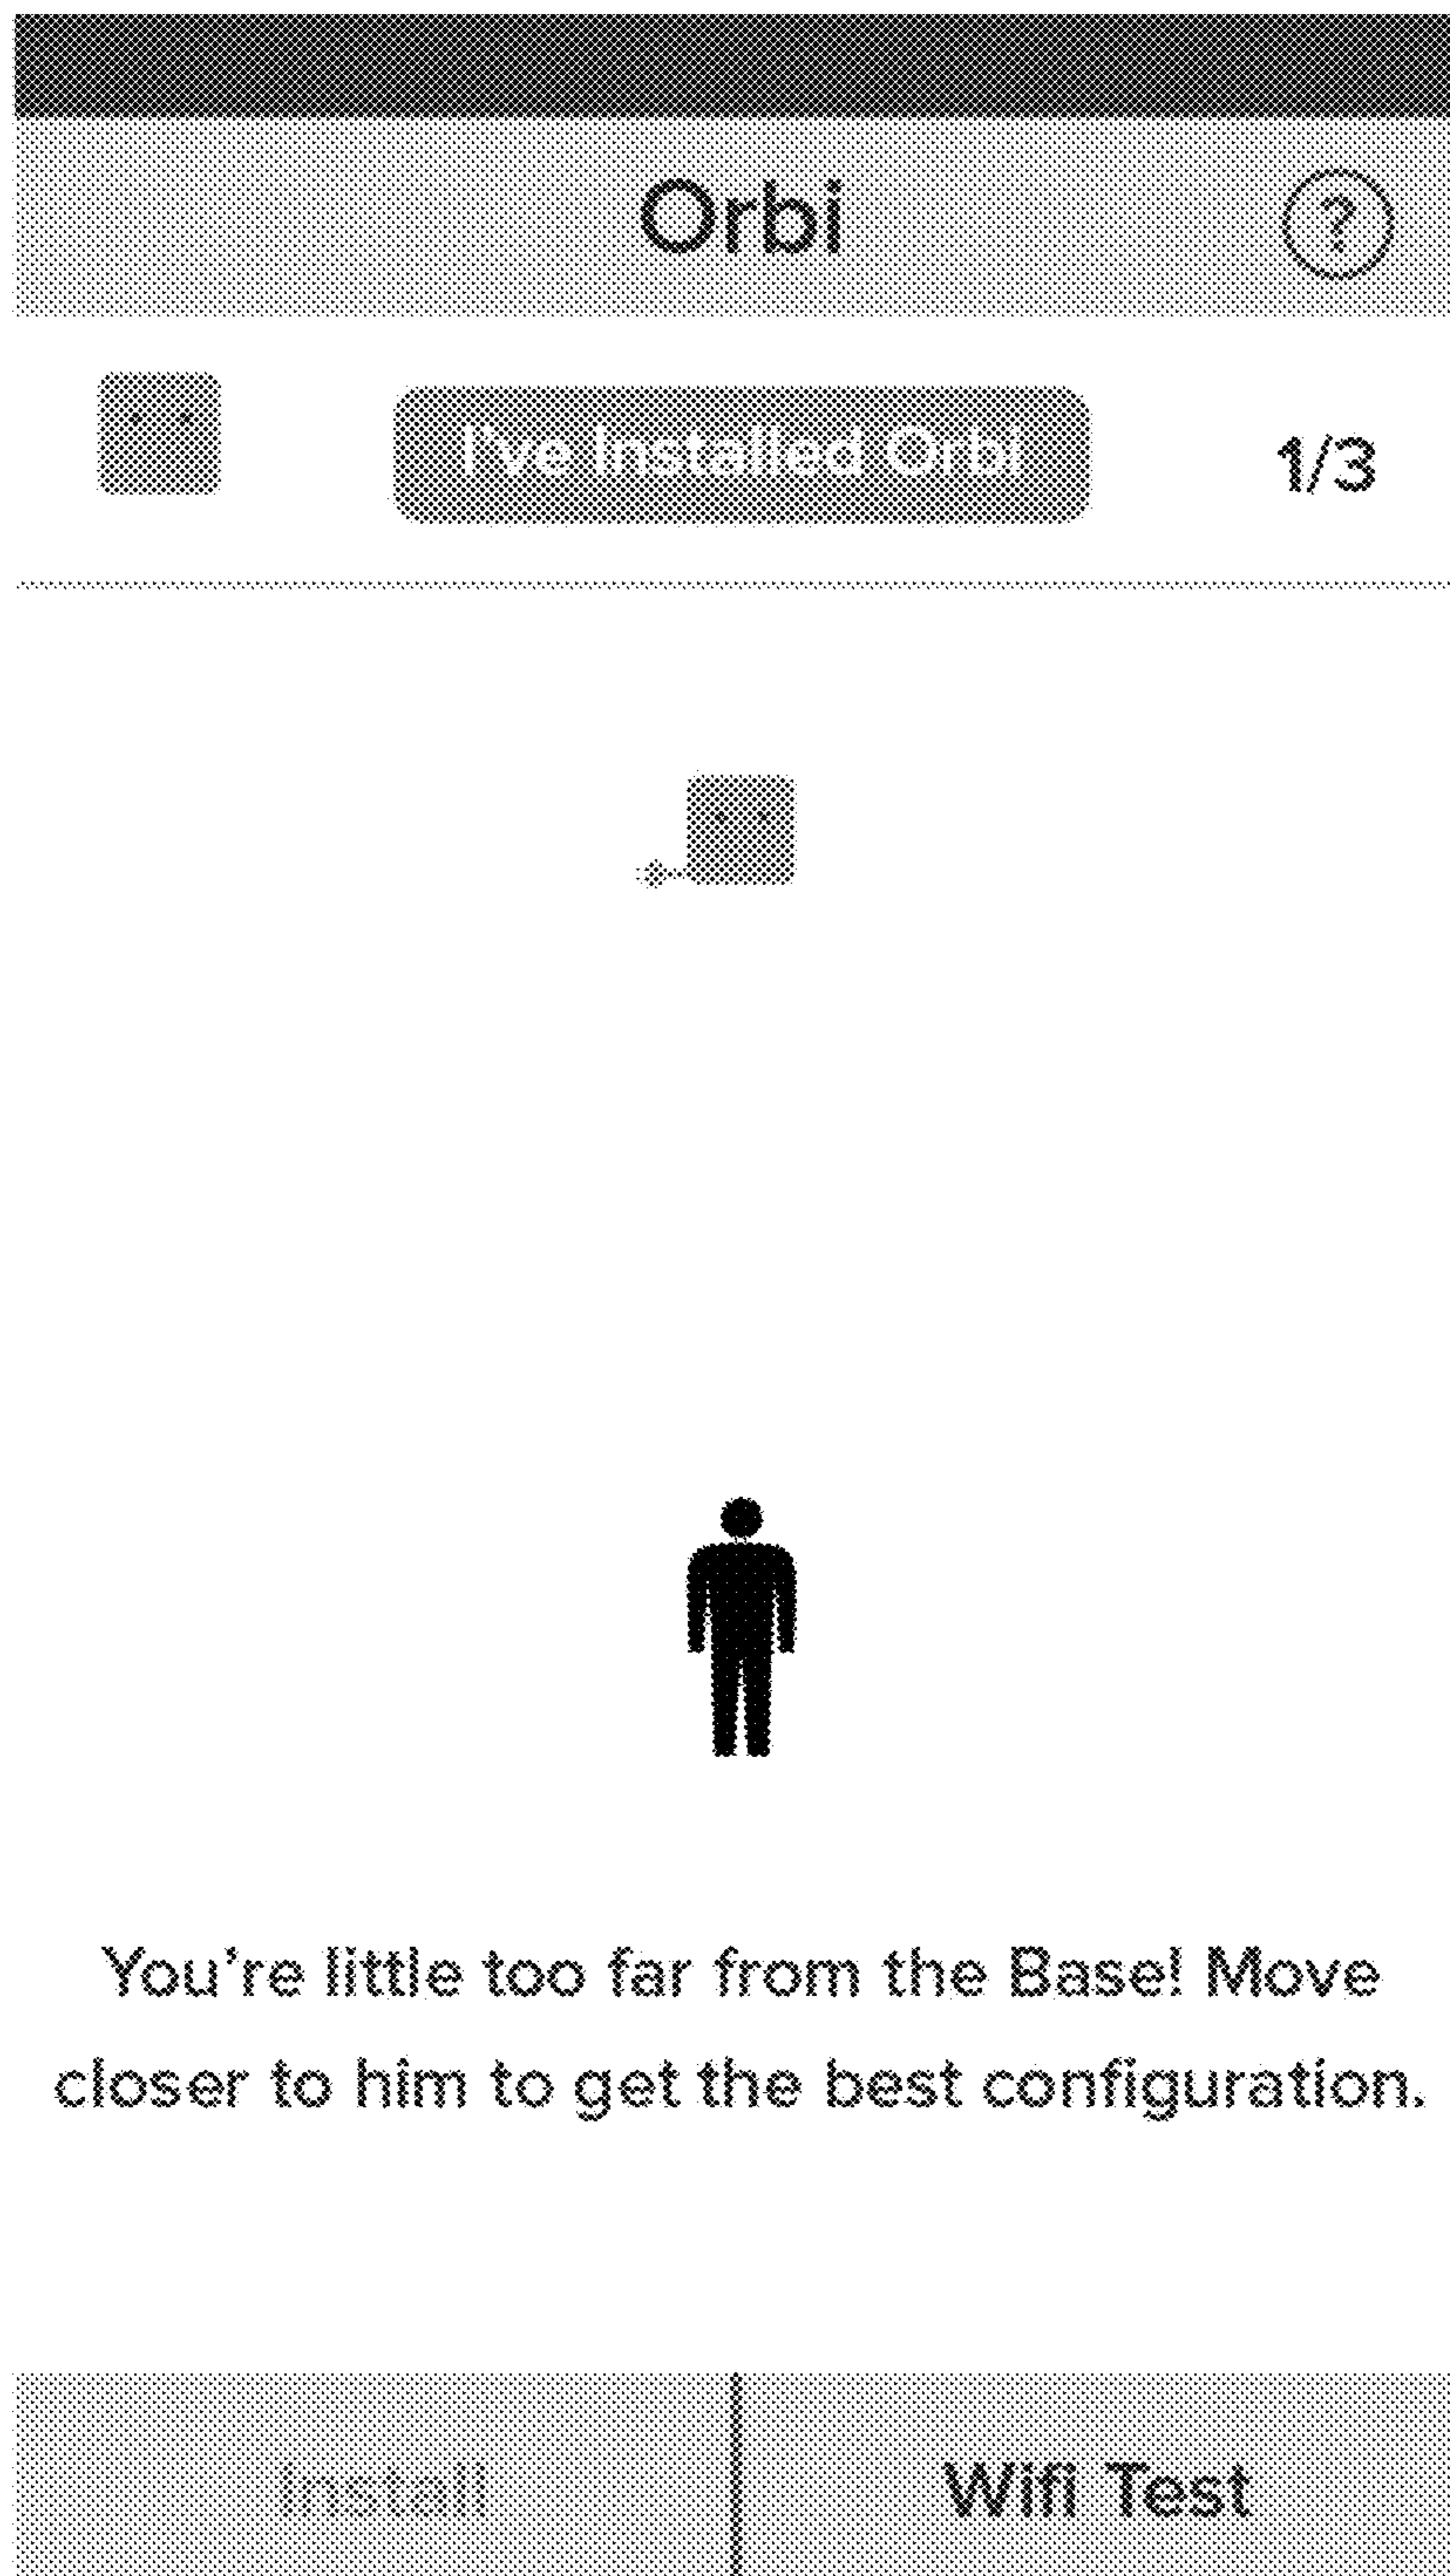 Orbi
?
I've Installed Orbi
1/3
You're little too far from the Base! Move
closer to him to get the best configuration.
Install
Wifi Test